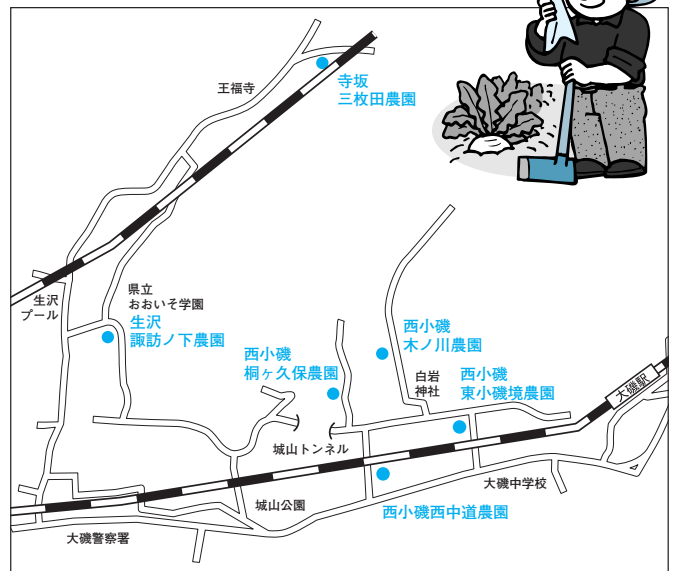 王福寺
寺坂
三枚田農園
生沢
プール
県立
おおいそ学園
生沢
諏訪ノ下農園
西小磯
桐ヶ久保農園
西小磯
木ノ川農園
白岩
神社
西小磯
東小磯境農園
大磯駅
城山トンネル
城山公園
大磯中学校
西小磯西中道農園
大磯警察署